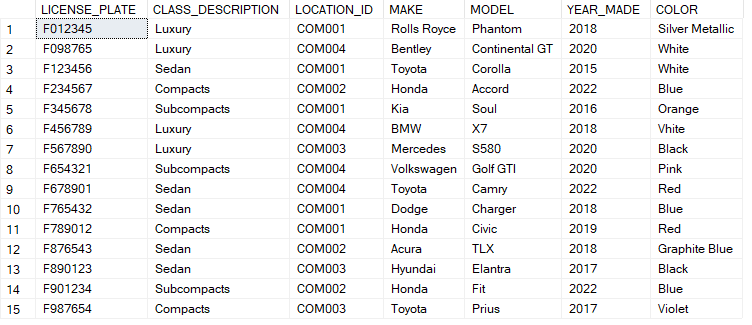 LICENSE_PLATE CLASS_DESCRIPTION LOCATION_ID MAKE MODEL YEAR_MADE COLOR
1 F012345 Luxury COM001 Rolls Royce Phantom 2018 Silver Metallic
2 F098765 Luxury COM004 Bentley Continental GT 2020 White
3 F123456 Sedan COM001 Toyota Corolla 2015 White
4 F234567 Compacts COM002 Honda Accord 2022 Blue
5 F345678 Subcompacts COM001 Kia Soul 2016 Orange
6 F456789 Luxury COM004 BMW X7 2018 Vhite
7 F567890 Luxury COM003 Mercedes S580 2020 Black
8 F654321 Subcompacts COM004 Volkswagen Golf GTI 2020 Pink
9 F678901 Sedan COM004 Toyota Camry 2022 Red
10 F765432 Sedan COM001 Dodge Charger 2018 Blue
11 F789012 Compacts COM001 Honda Civic 2019 Red
12 F876543 Sedan COM002 Acura TLX 2018 Graphite Blue
13 F890123 Sedan COM003 Hyundai Elantra 2017 Black
14 F901234 Subcompacts COM002 Honda Fit 2022 Blue
15 F987654 Compacts COM003 Toyota Prius 2017 Violet